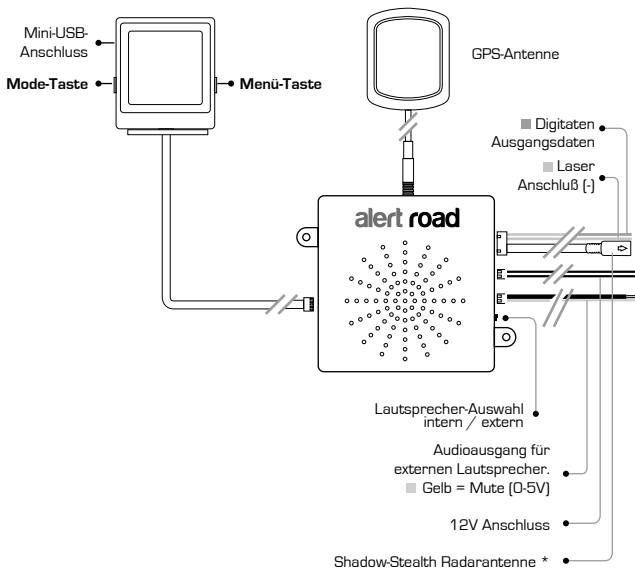 Mini-USB-
Anschluss
Mode-Taste
Menü-Taste
GPS-Antenne
Digitaten
Ausgangsdaten
Laser
Anschluß (-)
alert road
Lautsprecher-Auswahl
intern / extern
Audioausgang für
externen Lautsprecher.
Gelb = Mute (0-5V)
12V Anschluss
Shadow-Stealth Radarantenne *